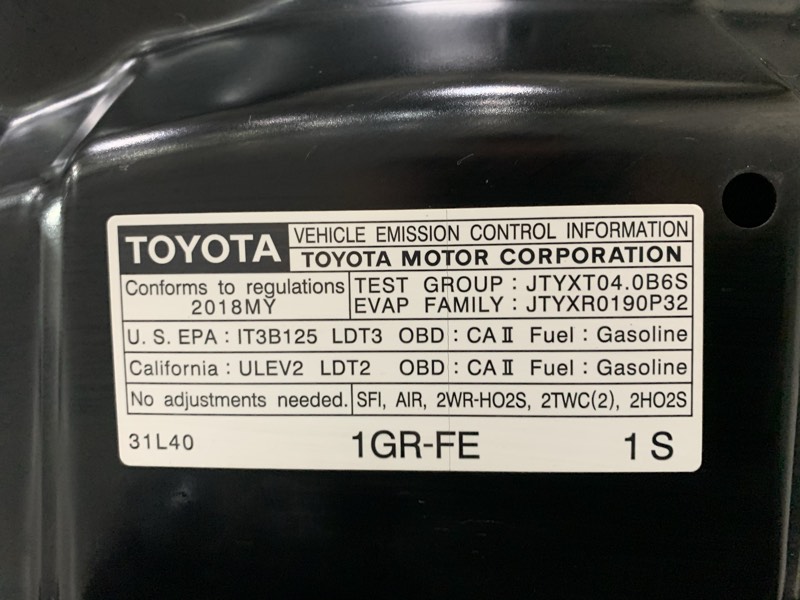 TOYOTA
VEHICLE EMISSION CONTROL INFORMATION
TOYOTA MOTOR CORPORATION
Conforms to regulations
2018MY
TEST GROUP : JTYXT04.0B6S
EVAP FAMILY : JTYXR0190P32
U. S. EPA : IT3B125 LDT3 OBD : CA II Fuel : Gasoline
California : ULEV2 LDT2 OBD : CA II Fuel : Gasoline
No adjustments needed.
SFI, AIR, 2WR-HO2S, 2TWC(2), 2HO2S
31L40 1GR-FE 1 S